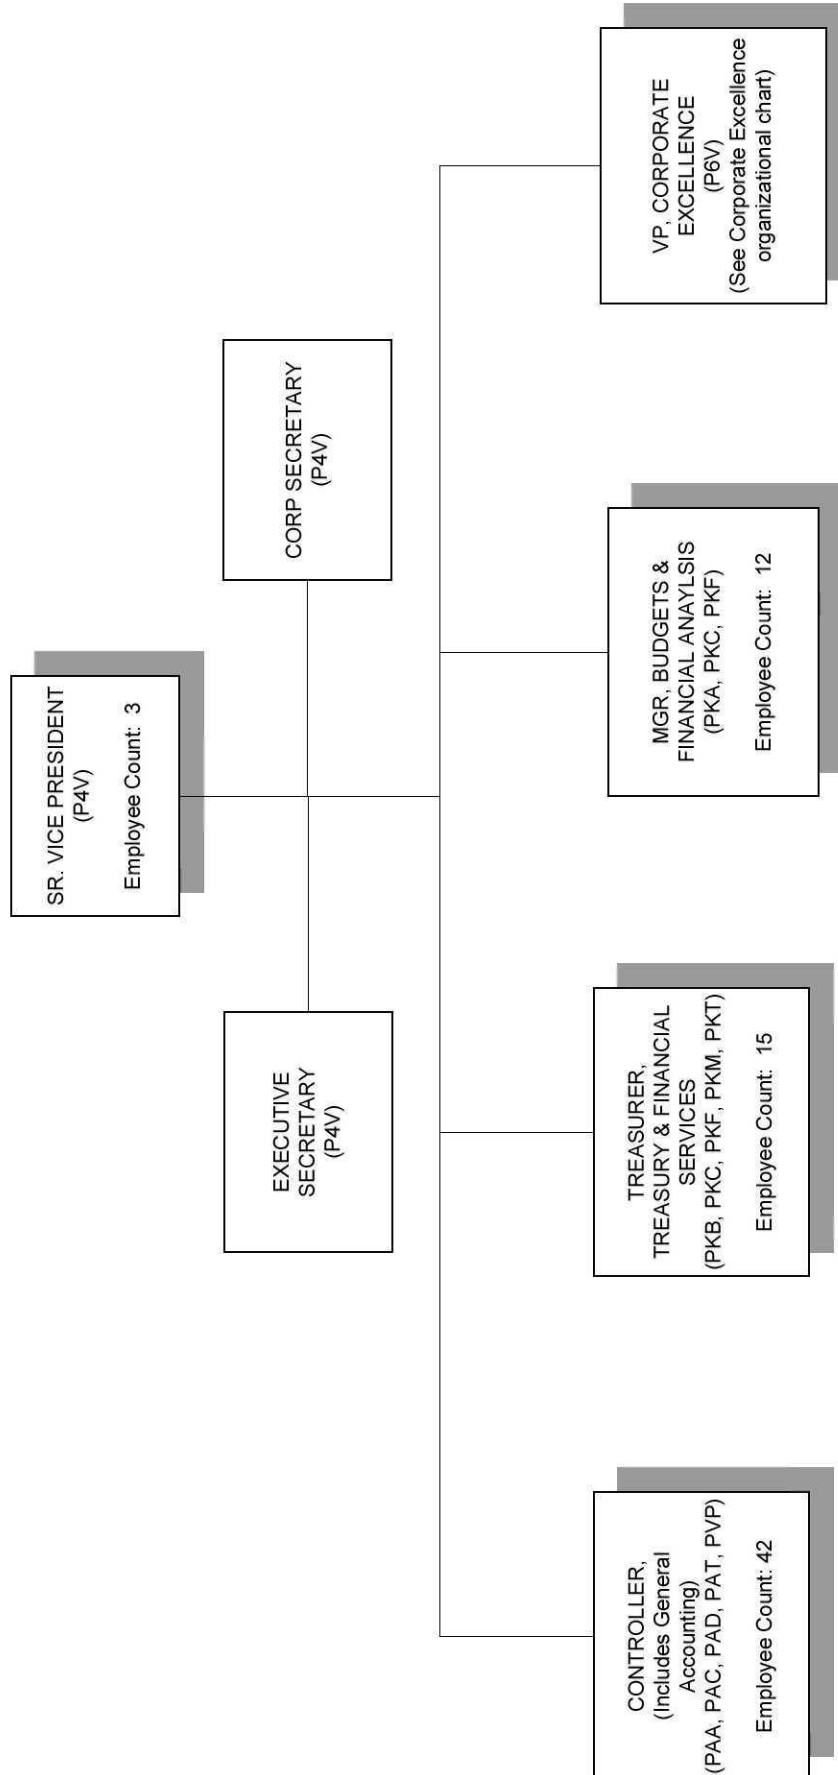 SR. VICE PRESIDENT
(P4V)
Employee Count: 3
EXECUTIVE
SECRETARY
(P4V)
CORP SECRETARY
(P4V)
CONTROLLER,
(Includes General
Accounting)
(PAA, PAC, PAD, PAT, PVP)
Employee Count: 42
TREASURER,
TREASURY & FINANCIAL
SERVICES
(PKB, PKC, PKF, PKM, PKT)
Employee Count: 15
MGR, BUDGETS &
FINANCIAL ANAYLSIS
(PKA, PKC, PKF)
Employee Count: 12
VP, CORPORATE
EXCELLENCE
(P6V)
(See Corporate Excellence
organizational chart)